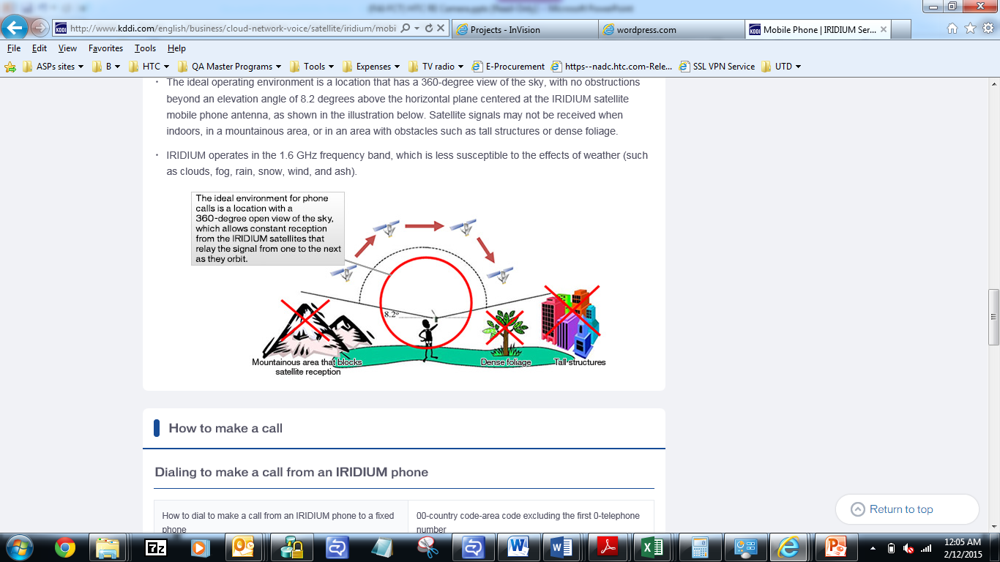 (FW-PCT) HTC RE Camera.pptx [Read-Only] - Microsoft PowerPoint
http://www.kddi.com/english/business/cloud-network-voice/satellite/iridium/mobi
Projects - InVision
wordpress.com
Mobile Phone | IRIDIUM Ser...
File Edit View Favorites Tools Help
ASPs sites B HTC QA Master Programs Tools Expenses TV radio E-Procurement https--nadc.htc.com-Rele... SSL VPN Service UTD
· The ideal operating environment is a location that has a 360-degree view of the sky, with no obstructions
beyond an elevation angle of 8.2 degrees above the horizontal plane centered at the IRIDIUM satellite
mobile phone antenna, as shown in the illustration below. Satellite signals may not be received when
indoors, in a mountainous area, or in an area with obstacles such as tall structures or dense foliage.
· IRIDIUM operates in the 1.6 GHz frequency band, which is less susceptible to the effects of weather (such
as clouds, fog, rain, snow, wind, and ash).
The ideal environment for phone
calls is a location with a
360-degree open view of the sky,
which allows constant reception
from the IRIDIUM satellites that
relay the signal from one to the next
as they orbit.
8.2°
Mountainous area that blocks
satellite reception
Dense foliage
Tall structures
How to make a call
Dialing to make a call from an IRIDIUM phone
How to dial to make a call from an IRIDIUM phone to a fixed
phone
00-country code-area code excluding the first 0-telephone
number
Return to top
12:05 AM
2/12/2015